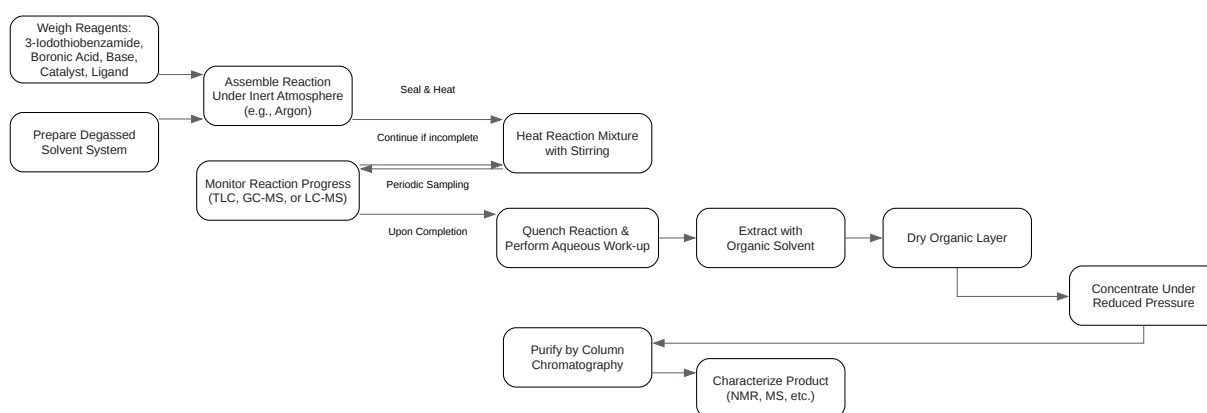 Weigh Reagents:
3-Iodothiobenzamide,
Boronic Acid, Base,
Catalyst, Ligand
Prepare Degassed
Solvent System
Assemble Reaction
Under Inert Atmosphere
(e.g., Argon)
Seal & Heat
Continue if incomplete
Heat Reaction Mixture
with Stirring
Monitor Reaction Progress
(TLC, GC-MS, or LC-MS)
Periodic Sampling
Upon Completion
Quench Reaction &
Perform Aqueous Work-up
Extract with
Organic Solvent
Dry Organic Layer
Concentrate Under
Reduced Pressure
Purify by Column
Chromatography
Characterize Product
(NMR, MS, etc.)